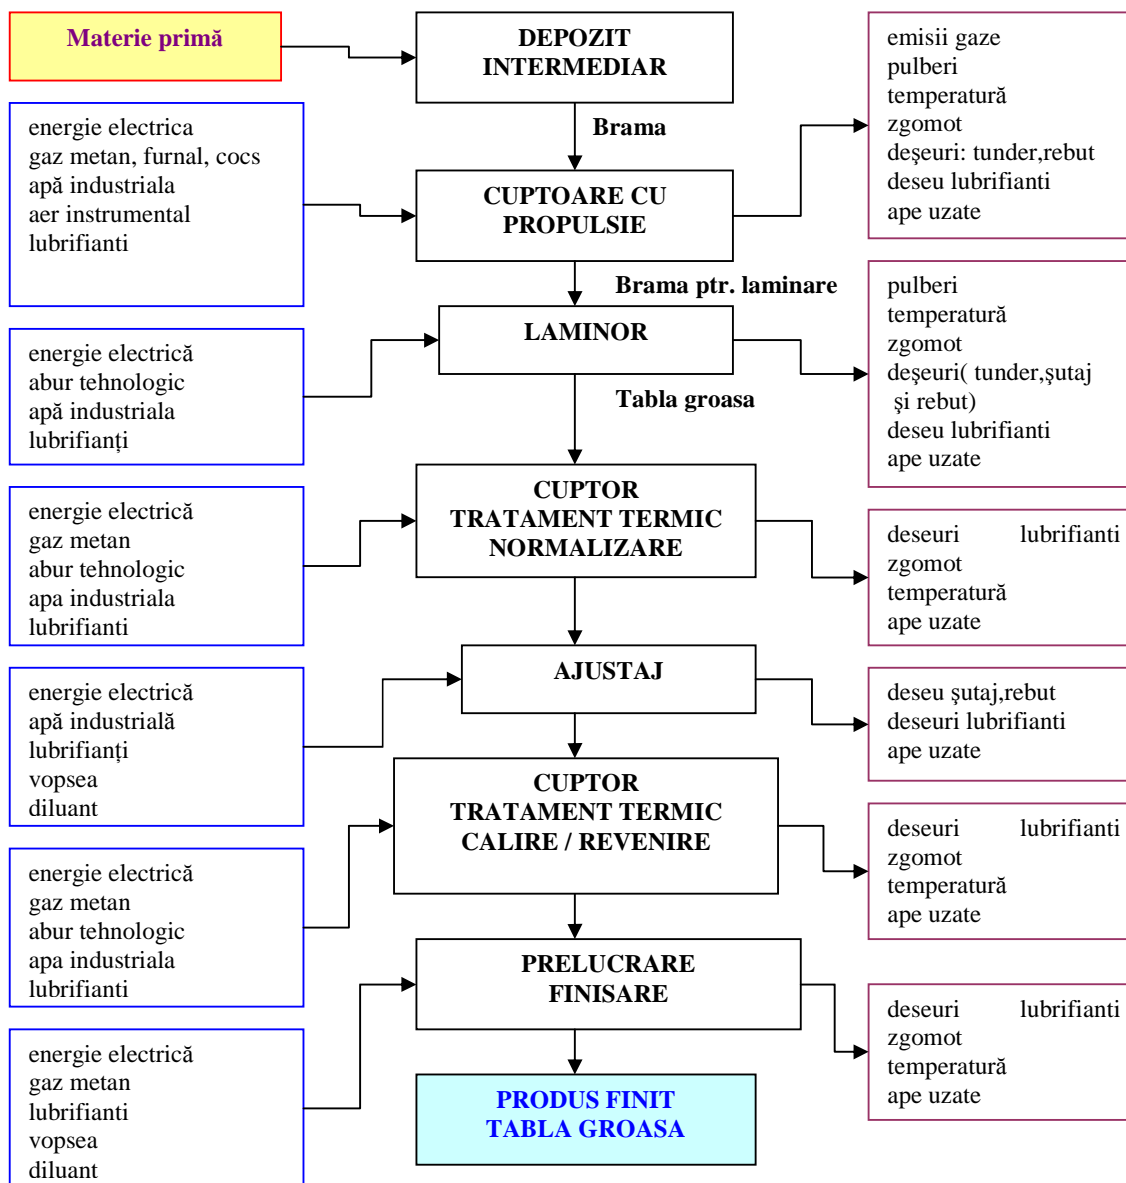 Materie primă
DEPOZIT
INTERMEDIAR
emisii gaze
pulberi
temperatură
zgomot
deşeuri: tunder,rebut
deseu lubrifianti
ape uzate
Brama
energie electrica
gaz metan, furnal, cocs
apă industriala
aer instrumental
lubrifianti
CUPTOARE CU
PROPULSIE
Brama ptr. laminare
pulberi
temperatură
zgomot
deşeuri( tunder,şutaj
şi rebut)
deseu lubrifianti
ape uzate
LAMINOR
energie electrică
abur tehnologic
apă industriala
lubrifianți
Tabla groasa
CUPTOR
TRATAMENT TERMIC
NORMALIZARE
energie electrică
gaz metan
abur tehnologic
apa industriala
lubrifianti
deseuri lubrifianti
zgomot
temperatură
ape uzate
AJUSTAJ
energie electrică
apă industrială
lubrifianți
vopsea
diluant
deseu şutaj,rebut
deseuri lubrifianti
ape uzate
CUPTOR
TRATAMENT TERMIC
CALIRE / REVENIRE
energie electrică
gaz metan
abur tehnologic
apa industriala
lubrifianti
deseuri lubrifianti
zgomot
temperatură
ape uzate
PRELUCRARE
FINISARE
energie electrică
gaz metan
lubrifianti
vopsea
diluant
deseuri lubrifianti
zgomot
temperatură
ape uzate
PRODUS FINIT
TABLA GROASA